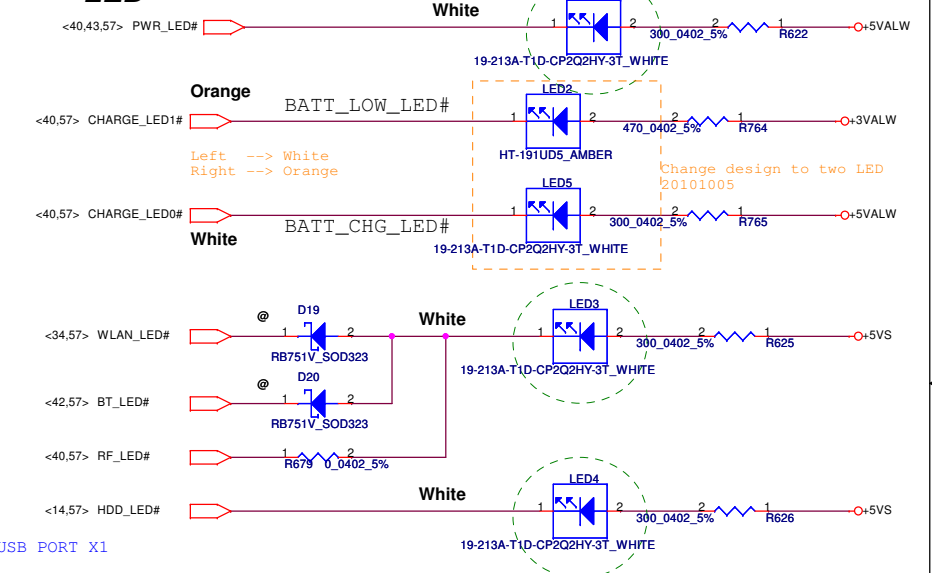 LED
White
<40,43,57> PWR_LED# 1 2 2 1 +5VALW
300_0402_5% R622
19-213A-T1D-CP2Q2HY-3T_WHITE
Orange
LED2
BATT_LOW_LED#
<40,57> CHARGE_LED1# 1 2 2 1 +3VALW
470_0402_5% R764
Left --> White
HT-191UD5_AMBER
Right --> Orange
Change design to two LED
20101005
LED5
<40,57> CHARGE_LED0# 1 2 2 1 +5VALW
300_0402_5% R765
BATT_CHG_LED#
White
19-213A-T1D-CP2Q2HY-3T_WHITE
LED3
@ D19
White
<34,57> WLAN_LED# 1 2 1 2 2 1 +5VS
300_0402_5% R625
RB751V_SOD323
19-213A-T1D-CP2Q2HY-3T_WHITE
@ D20
<42,57> BT_LED# 1 2
RB751V_SOD323
<40,57> RF_LED# 1 2
R679 0_0402_5%
LED4
White
<14,57> HDD_LED# 1 2 2 1 +5VS
300_0402_5% R626
19-213A-T1D-CP2Q2HY-3T_WHITE
USB PORT X1